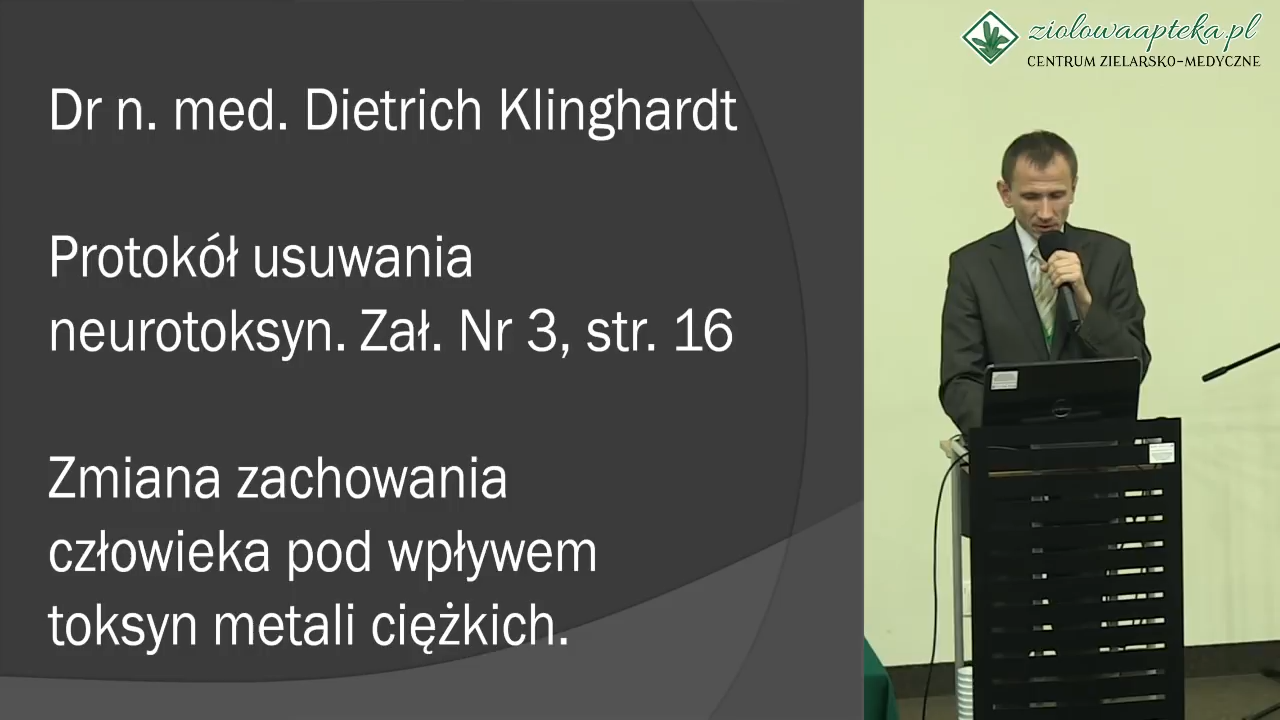 Dr n. med. Dietrich Klinghardt
Protokół usuwania
neurotoksyn. Zał. Nr 3, str. 16
Zmiana zachowania
człowieka pod wpływem
toksyn metali ciężkich.
ziolowaapteka.pl
CENTRUM ZIELARSKO-MEDYCZNE